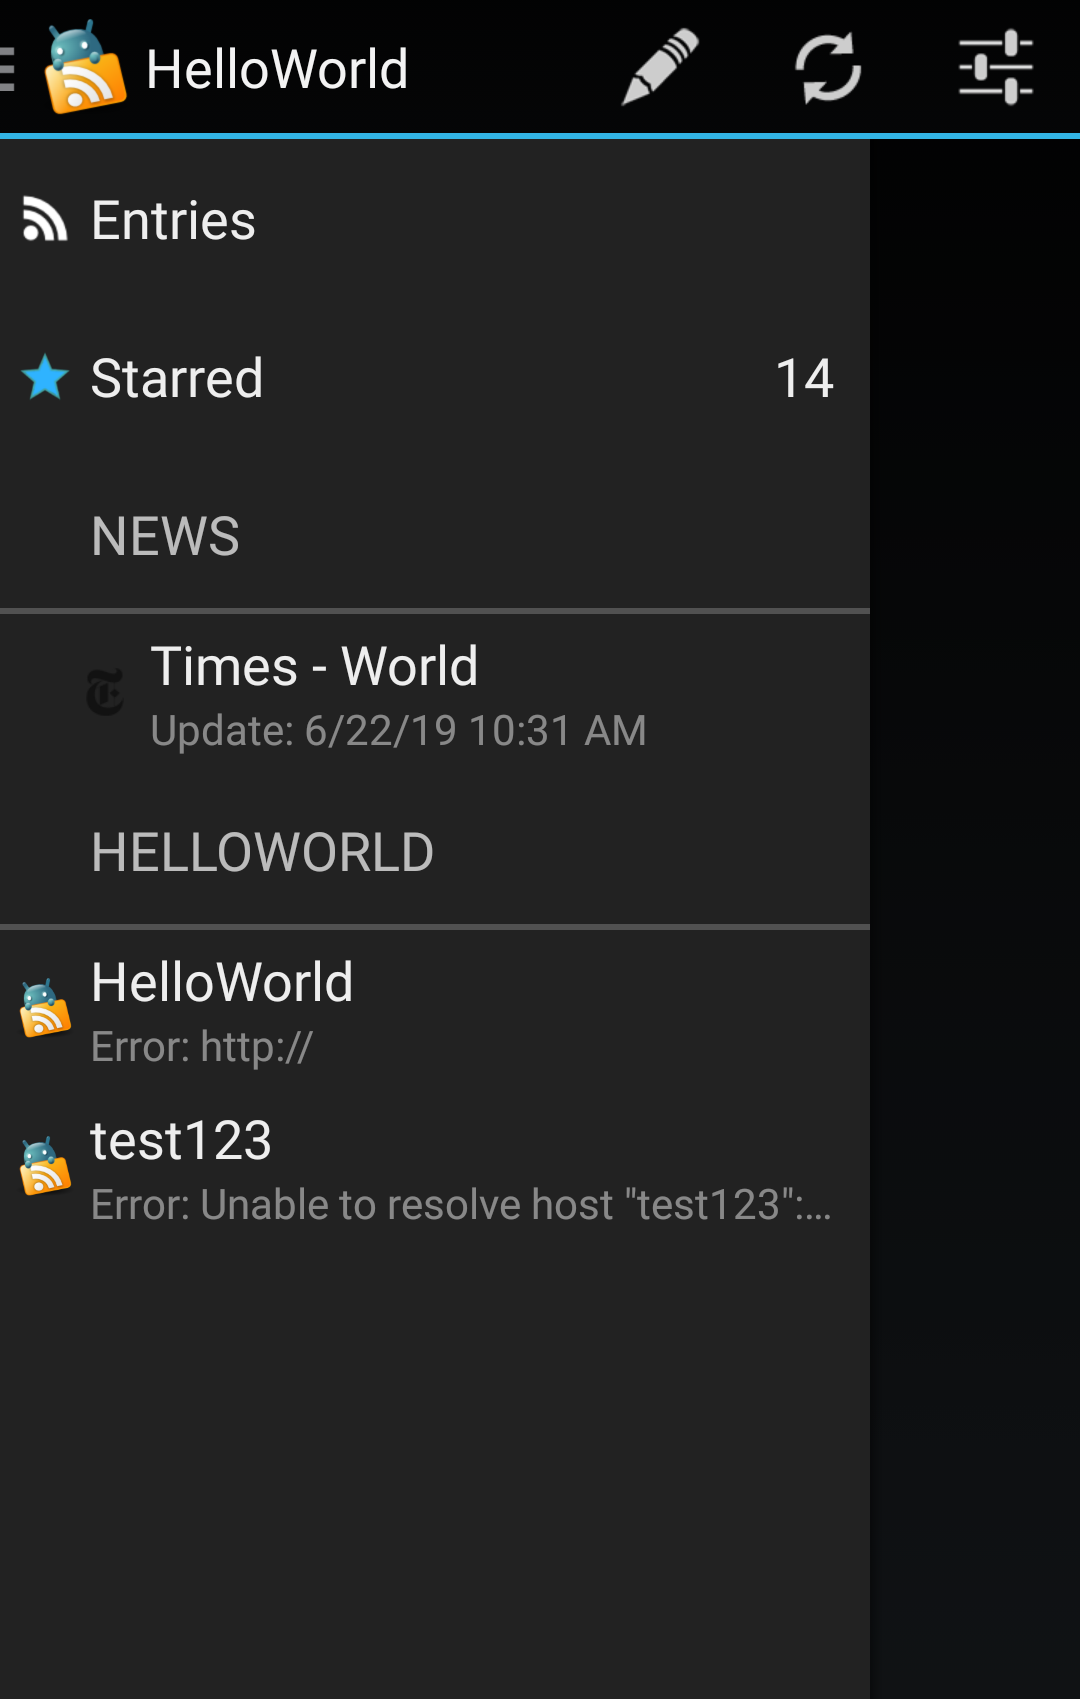 HelloWorld
Entries
Starred 14
NEWS
Times - World
Update: 6/22/19 10:31 AM
HELLOWORLD
HelloWorld
Error: http://
test123
Error: Unable to resolve host "test123":...